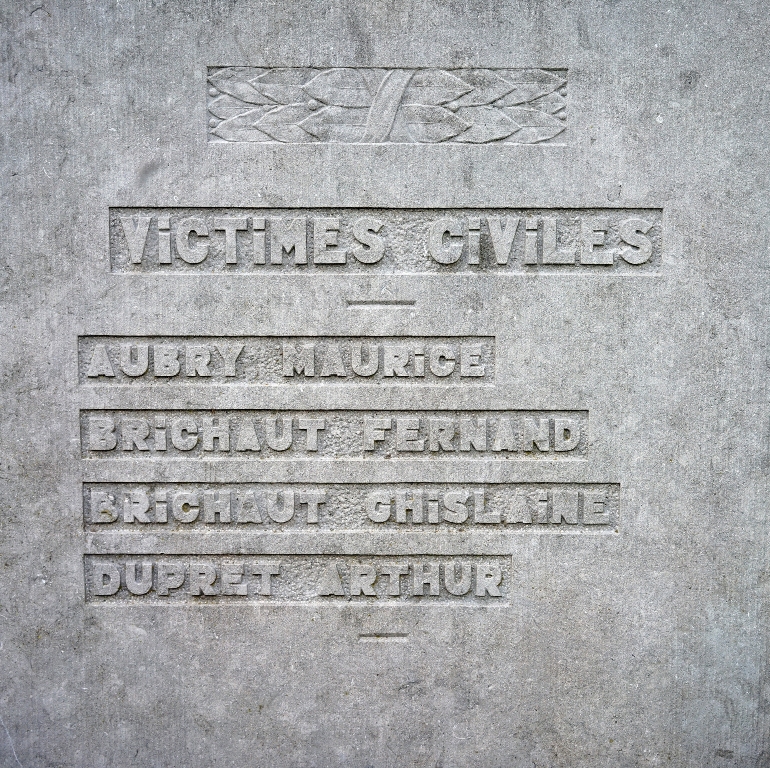 ViCTiMES CiViLES
AUBRY MAURiCE
BRiCHAUT FERNAND
BRiCHAUT GHiSLAiNE
DUPRET ARTHUR